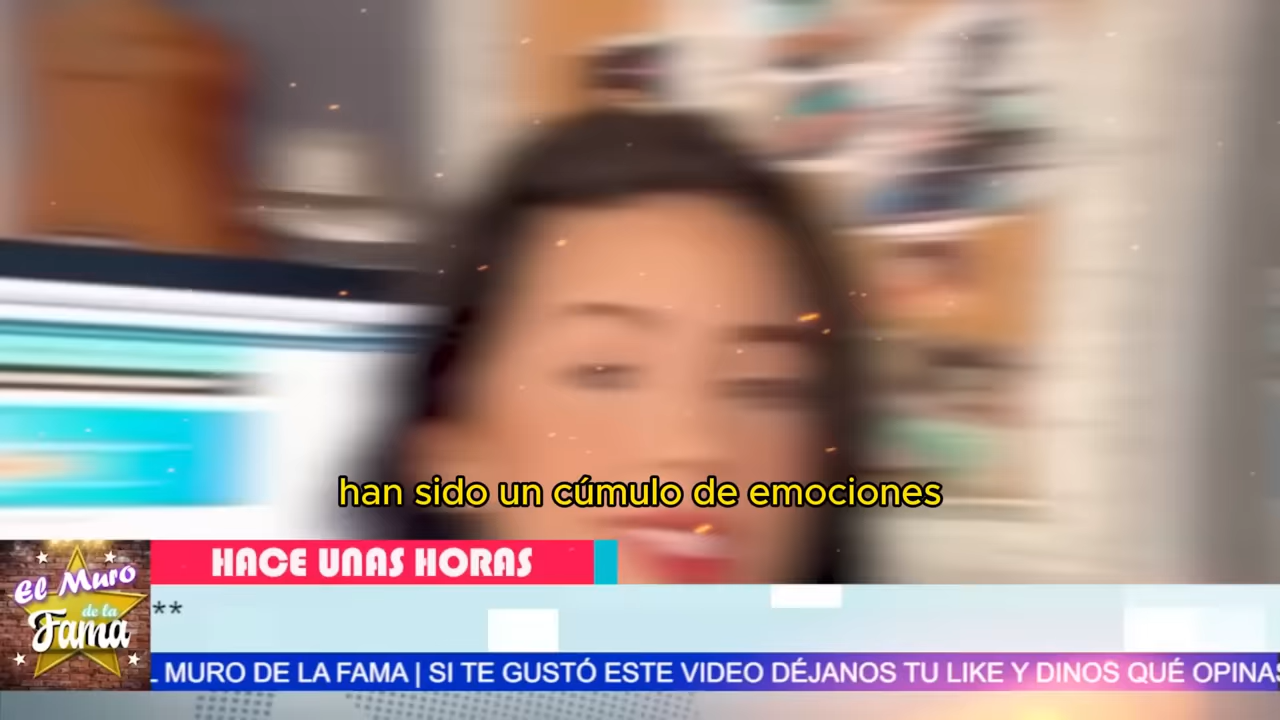 han sido un cúmulo de emociones
HACE UNAS HORAS
El Muro
de la
Fama
**
MURO DE LA FAMA | SI TE GUSTÓ ESTE VIDEO DÉJANOS TU LIKE Y DINOS QUÉ OPINAS